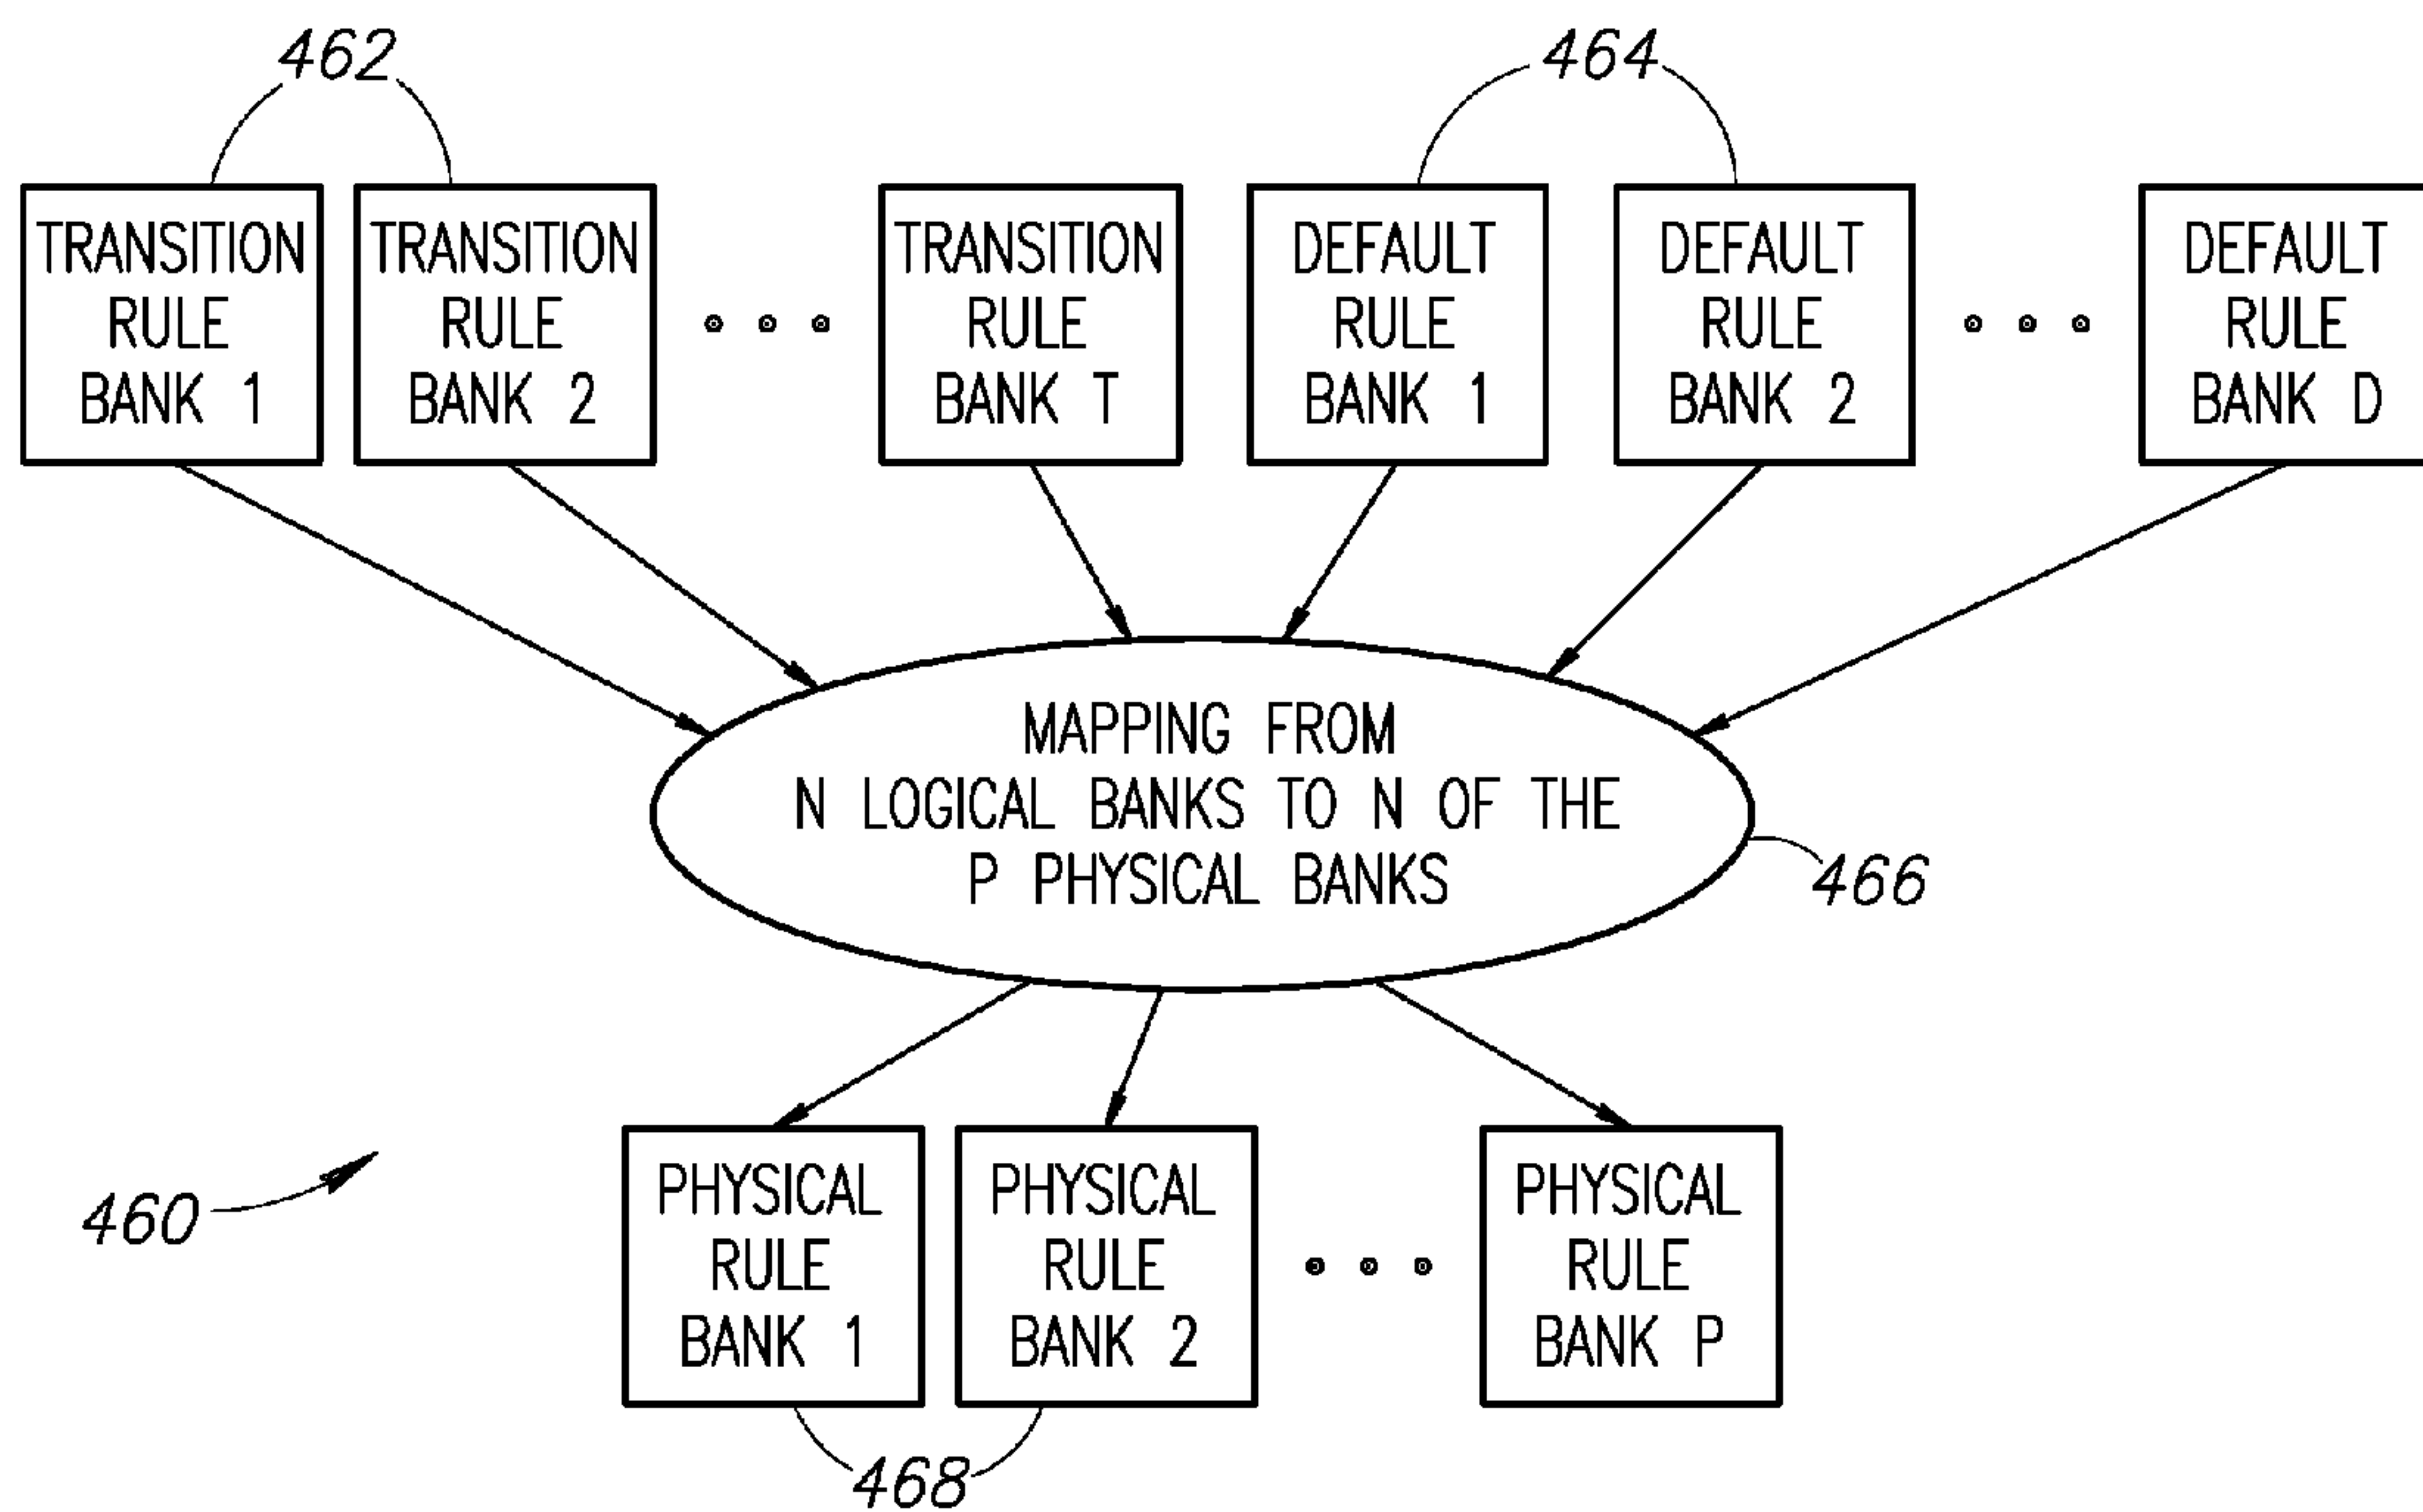 462
464
TRANSITION
RULE
BANK 1
TRANSITION
RULE
BANK 2
TRANSITION
RULE
BANK T
DEFAULT
RULE
BANK 1
DEFAULT
RULE
BANK 2
DEFAULT
RULE
BANK D
MAPPING FROM
N LOGICAL BANKS TO N OF THE
P PHYSICAL BANKS
466
460
PHYSICAL
RULE
BANK 1
PHYSICAL
RULE
BANK 2
PHYSICAL
RULE
BANK P
468